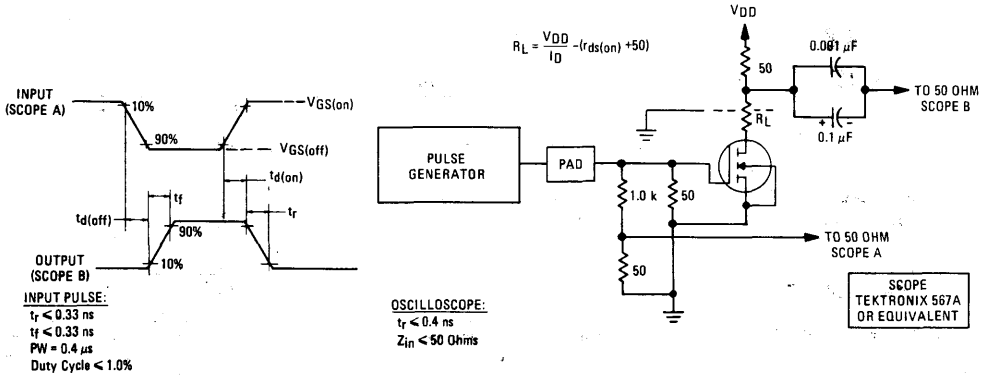 INPUT
(SCOPE A)
10%
VGS(on)
90%
VGS(off)
td(on)
tf
td(off)
tr
90%
OUTPUT
(SCOPE B)
10%
INPUT PULSE:
tr ≤ 0.33 ns
tf ≤ 0.33 ns
PW = 0.4 μs
Duty Cycle ≤ 1.0%
RL = VDD/ID -(rds(on) +50)
VDD
50
0.001 μF
TO 50 OHM
SCOPE B
+ -
0.1 μF
RL
PULSE
GENERATOR
PAD
1.0 k
50
TO 50 OHM
SCOPE A
50
OSCILLOSCOPE:
tr ≤ 0.4 ns
Zin ≤ 50 Ohms
SCOPE
TEKTRONIX 567A
OR EQUIVALENT